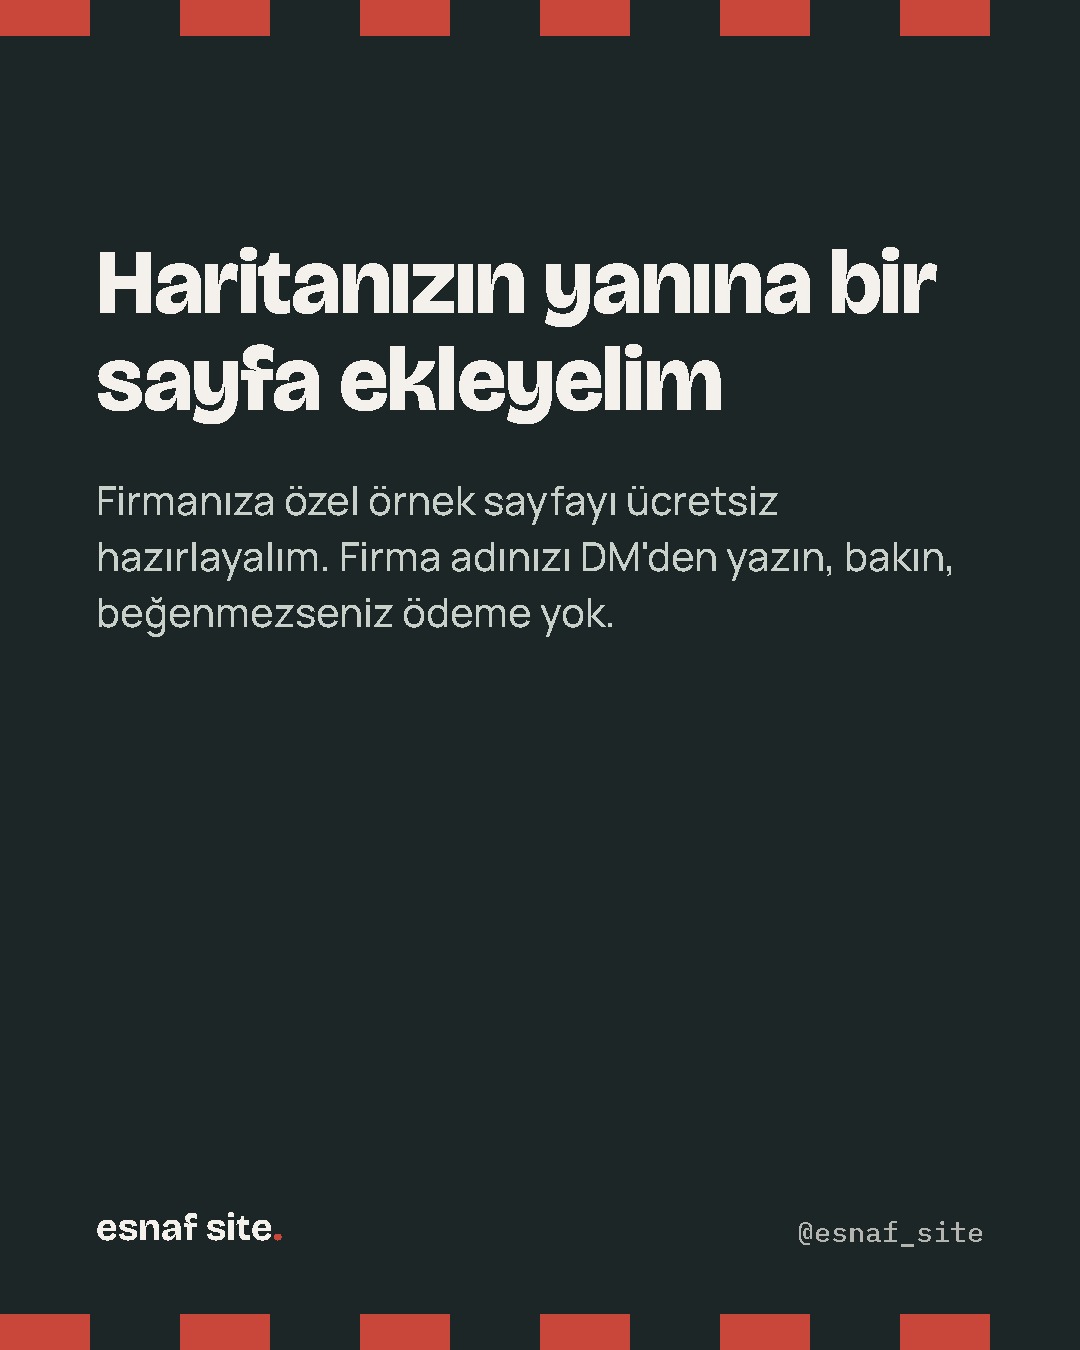 Haritanızın yanına bir
sayfa ekleyelim
Firmanıza özel örnek sayfayı ücretsiz
hazırlayalım. Firma adınızı DM'den yazın, bakın,
beğenmezseniz ödeme yok.
esnaf site.
@esnaf_site